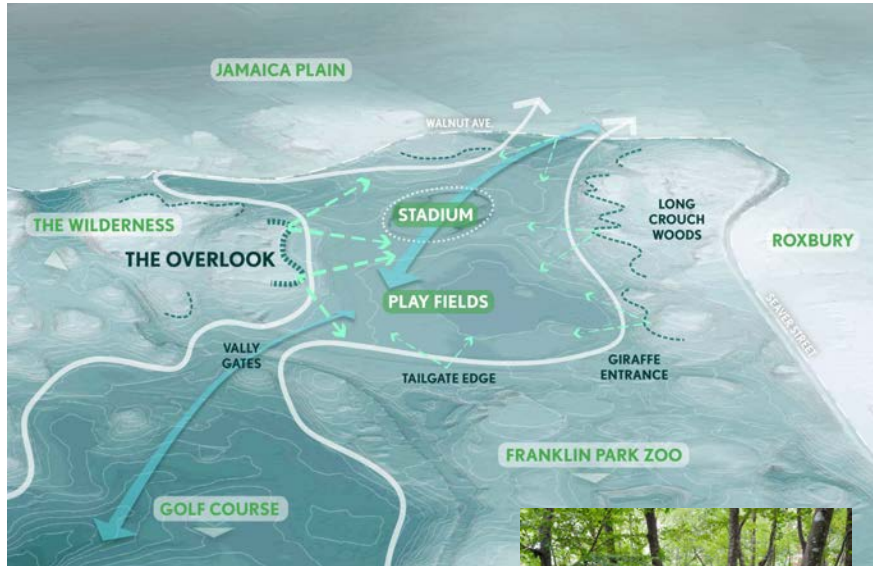 JAMAICA PLAIN
WALNUT AVE.
THE WILDERNESS
THE OVERLOOK
STADIUM
LONG
CROUCH
WOODS
ROXBURY
PLAY FIELDS
SEAVER STREET
VALLY
GATES
TAILGATE EDGE
GIRAFFE
ENTRANCE
FRANKLIN PARK ZOO
GOLF COURSE